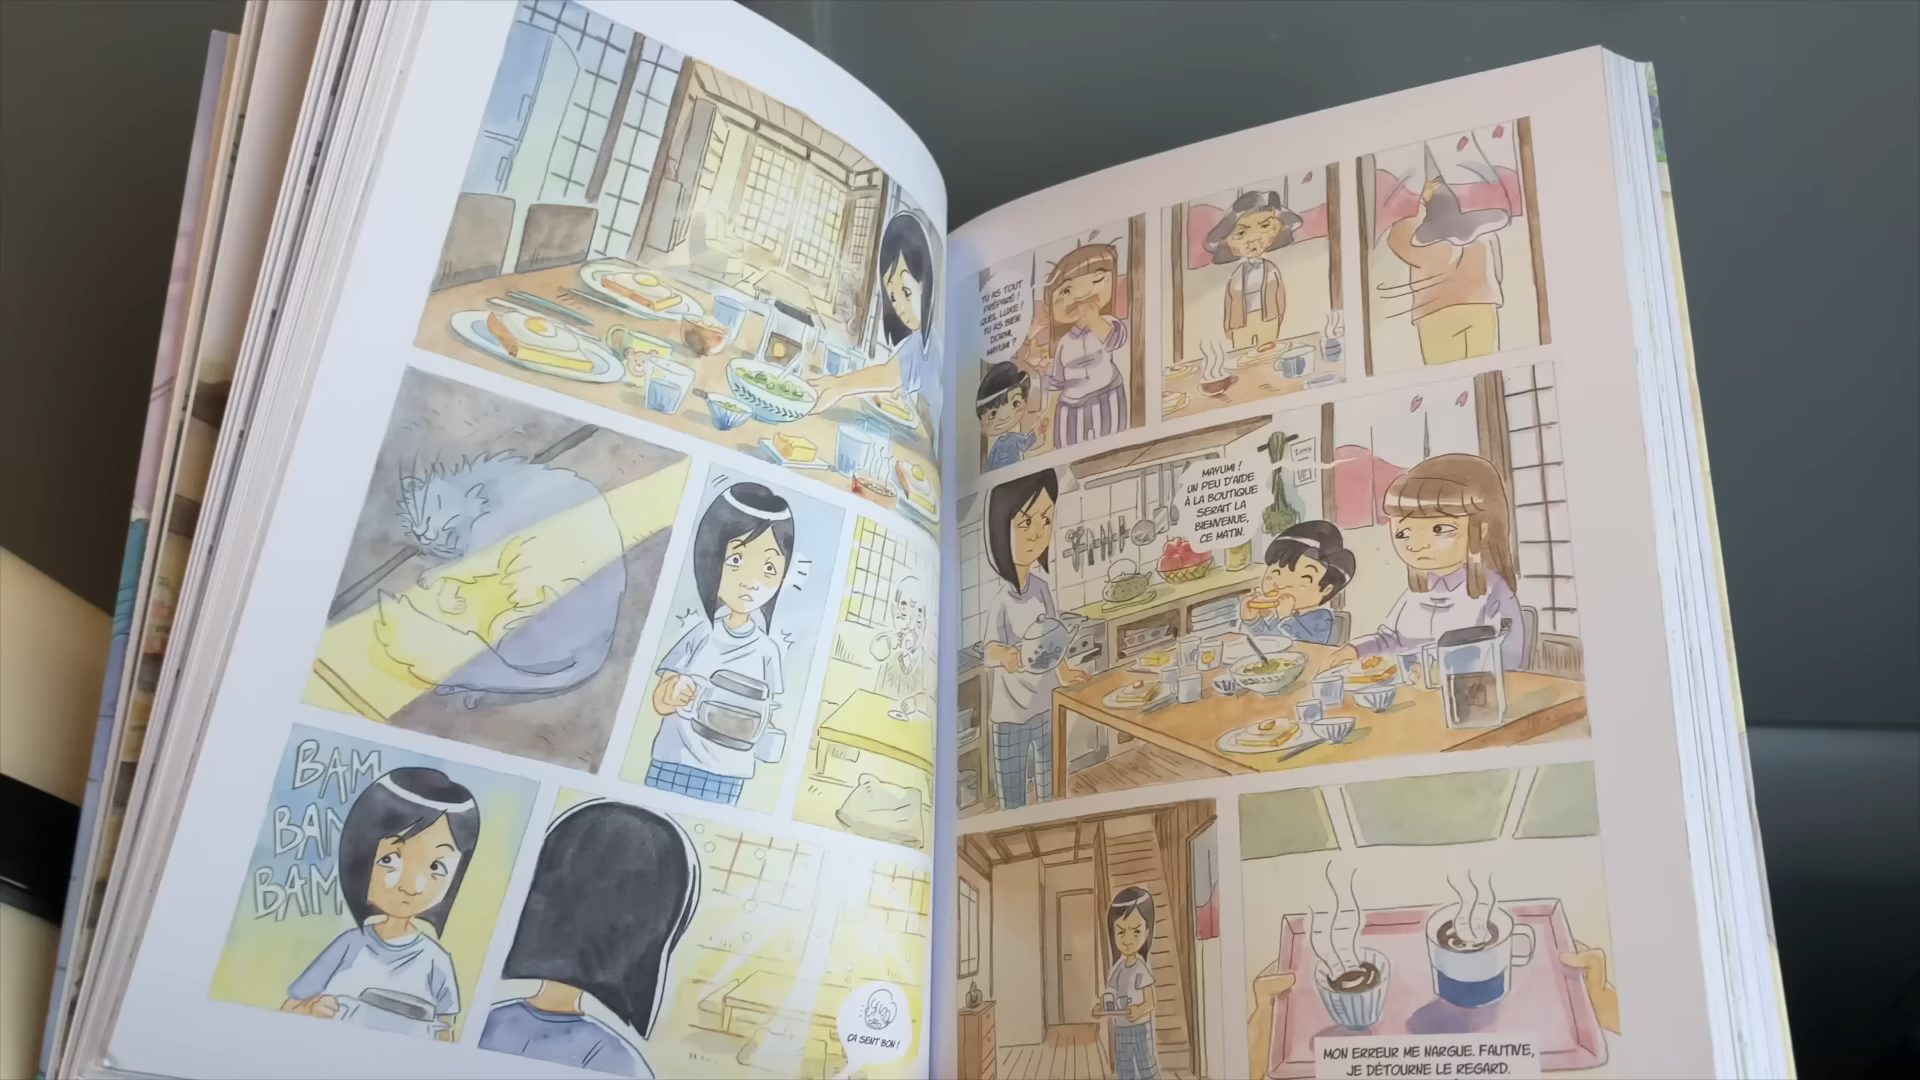 BAM
BAM
BAM
ÇA SENT BON !
TU AS TOUT
PRÉPARÉ !
QUEL LUXE !
TU AS BIEN
DORMI,
MAYUMI ?
MAYUMI !
UN PEU D'AIDE
À LA BOUTIQUE
SERAIT LA
BIENVENUE,
CE MATIN.
MON ERREUR ME NARGUE. FAUTIVE,
JE DÉTOURNE LE REGARD.